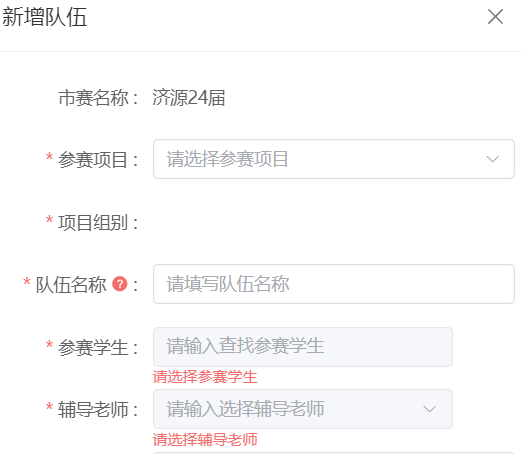 新增队伍
市赛名称： 济源24届
* 参赛项目： 请选择参赛项目
* 项目组别：
* 队伍名称 ?： 请填写队伍名称
* 参赛学生： 请输入查找参赛学生
请选择参赛学生
* 辅导老师： 请输入选择辅导老师
请选择辅导老师